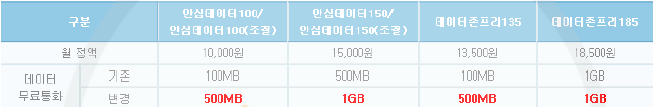 구분 안심데이터100/ 안심데이터100(조절) 안심데이터150/ 안심데이터150(조절) 데이터존프리135 데이터존프리185
월 정액 10,000원 15,000원 13,500원 18,500원
데이터 무료통화 기존 100MB 500MB 100MB 1GB
변경 500MB 1GB 500MB 1GB